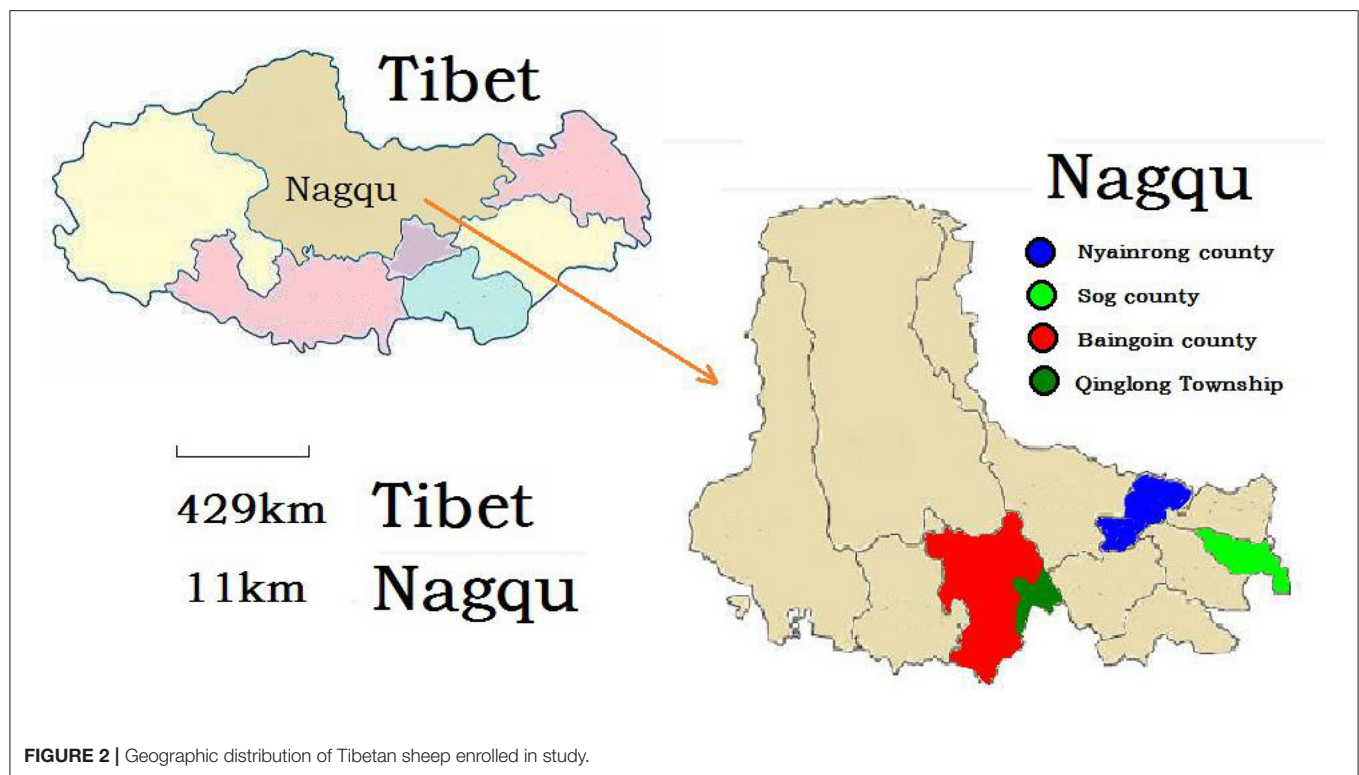 Tibet
Nagqu
Nagqu
Nyainrong county
Sog county
Baingoin county
Qinglong Township
429km Tibet
11km Nagqu
FIGURE 2 | Geographic distribution of Tibetan sheep enrolled in study.